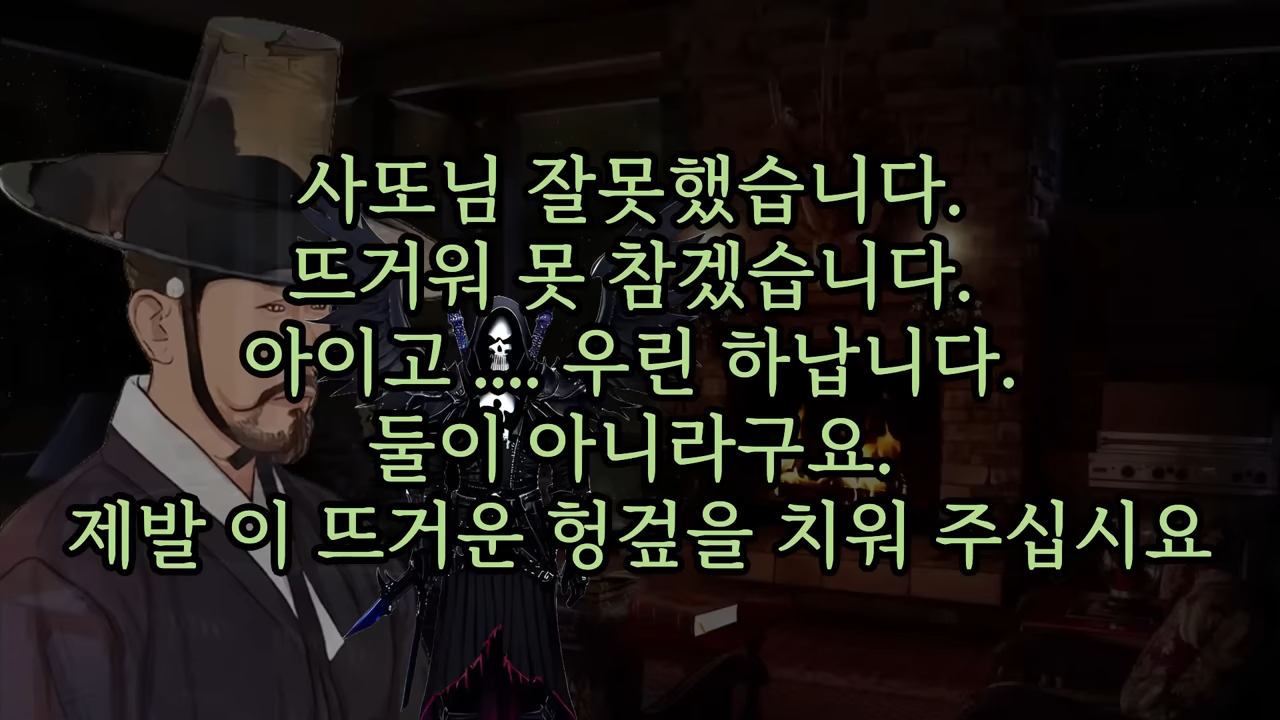 사또님 잘못했습니다.
뜨거워 못 참겠습니다.
아이고 .... 우린 하납니다.
둘이 아니라구요.
제발 이 뜨거운 헝겊을 치워 주십시요